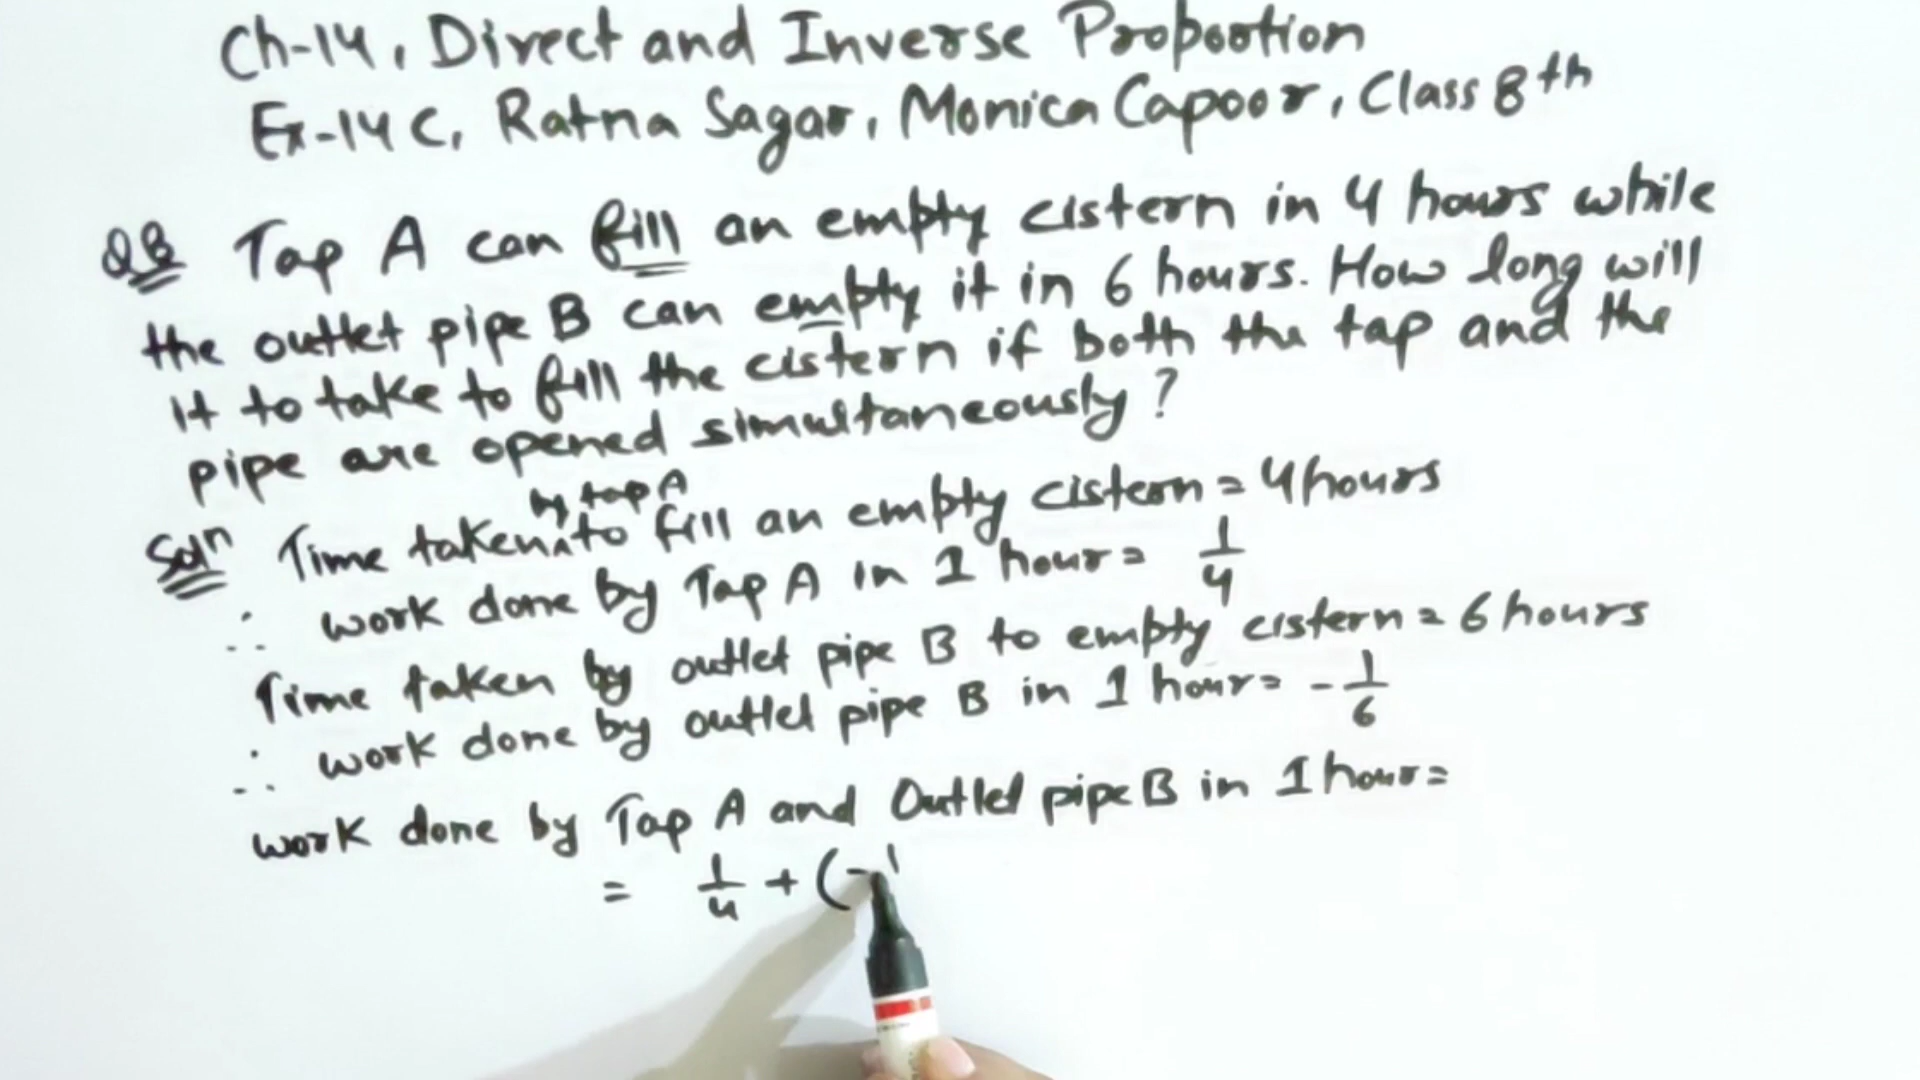 Ch-14, Direct and Inverse Proportion
Ex-14C, Ratna Sagar, Monica Capoor, Class 8th
Q8 Tap A can fill an empty cistern in 4 hours while
the outlet pipe B can empty it in 6 hours. How long will
it to take to fill the cistern if both the tap and the
pipe are opened simultaneously?
by tap A
Soln Time taken ^ to fill an empty cistern = 4 hours
∴ work done by Tap A in 1 hour = 1/4
Time taken by outlet pipe B to empty cistern = 6 hours
∴ work done by outlet pipe B in 1 hour = -1/6
work done by Tap A and Outlet pipe B in 1 hour =
= 1/4 + (-1